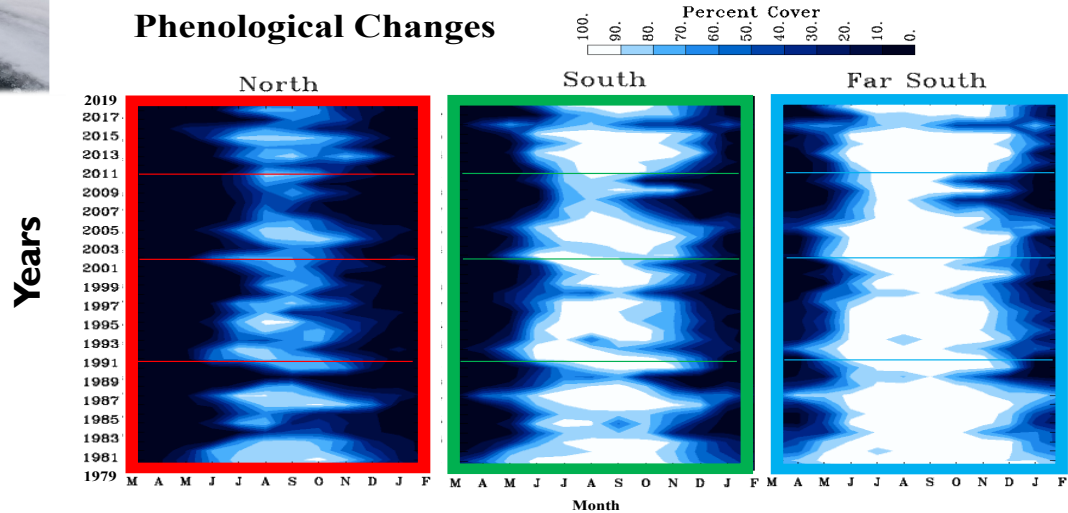 Phenological Changes
Percent Cover
100. 90. 80. 70. 60. 50. 40. 30. 20. 10. 0.
North
South
Far South
Years
2019
2017
2015
2013
2011
2009
2007
2005
2003
2001
1999
1997
1995
1993
1991
1989
1987
1985
1983
1981
1979
M A M J J A S O N D J F
M A M J J A S O N D J F
M A M J J A S O N D J F
Month